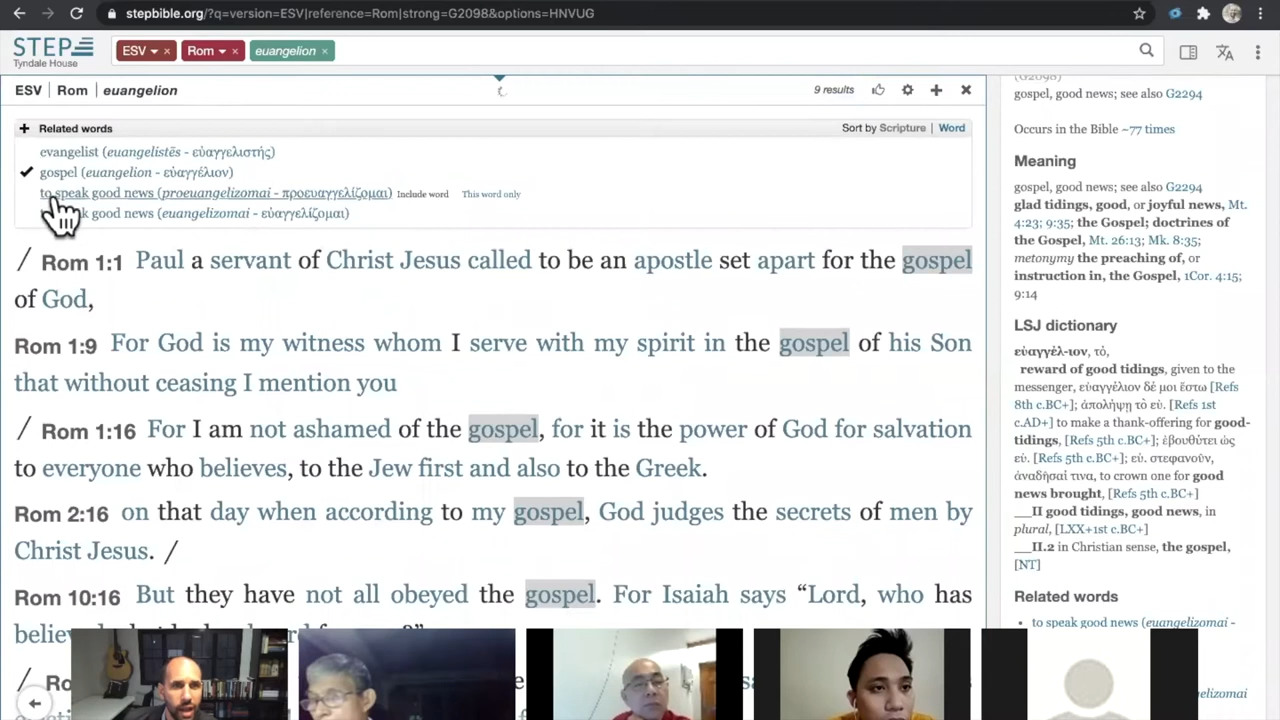 stepbible.org/?q=version=ESV|reference=Rom|strong=G2098&options=HNVUG
STEP
Tyndale House
ESV × Rom × euangelion ×
ESV | Rom | euangelion
9 results
Related words
Sort by Scripture | Word
evangelist (euangelistēs - εὐαγγελιστής)
gospel (euangelion - εὐαγγέλιον)
to speak good news (proeuangelizomai - προευαγγελίζομαι) Include word This word only
speak good news (euangelizomai - εὐαγγελίζομαι)
/ Rom 1:1 Paul a servant of Christ Jesus called to be an apostle set apart for the gospel
of God,
Rom 1:9 For God is my witness whom I serve with my spirit in the gospel of his Son
that without ceasing I mention you
/ Rom 1:16 For I am not ashamed of the gospel, for it is the power of God for salvation
to everyone who believes, to the Jew first and also to the Greek.
Rom 2:16 on that day when according to my gospel, God judges the secrets of men by
Christ Jesus. /
Rom 10:16 But they have not all obeyed the gospel. For Isaiah says “Lord, who has
(G2098)
gospel, good news; see also G2294
Occurs in the Bible ~77 times
Meaning
gospel, good news; see also G2294
glad tidings, good, or joyful news, Mt.
4:23; 9:35; the Gospel; doctrines of
the Gospel, Mt. 26:13; Mk. 8:35;
metonymy the preaching of, or
instruction in, the Gospel, 1Cor. 4:15;
9:14
LSJ dictionary
εὐαγγέλ-ιον, τό,
reward of good tidings, given to the
messenger, εὐαγγέλιον δέ μοι ἔστω [Refs
8th c.BC+]; ἀπολήψῃ τὸ εὐ. [Refs 1st
c.AD+] to make a thank-offering for good-
tidings, [Refs 5th c.BC+]; ἐβουθύτει ὡς
εὐ. [Refs 5th c.BC+]; εὐ. στεφανοῦν,
ἀναδῆσαί τινα, to crown one for good
news brought, [Refs 5th c.BC+]
__II good tidings, good news, in
plural, [LXX+1st c.BC+]
__II.2 in Christian sense, the gospel,
[NT]
Related words
• to speak good news (euangelizomai -